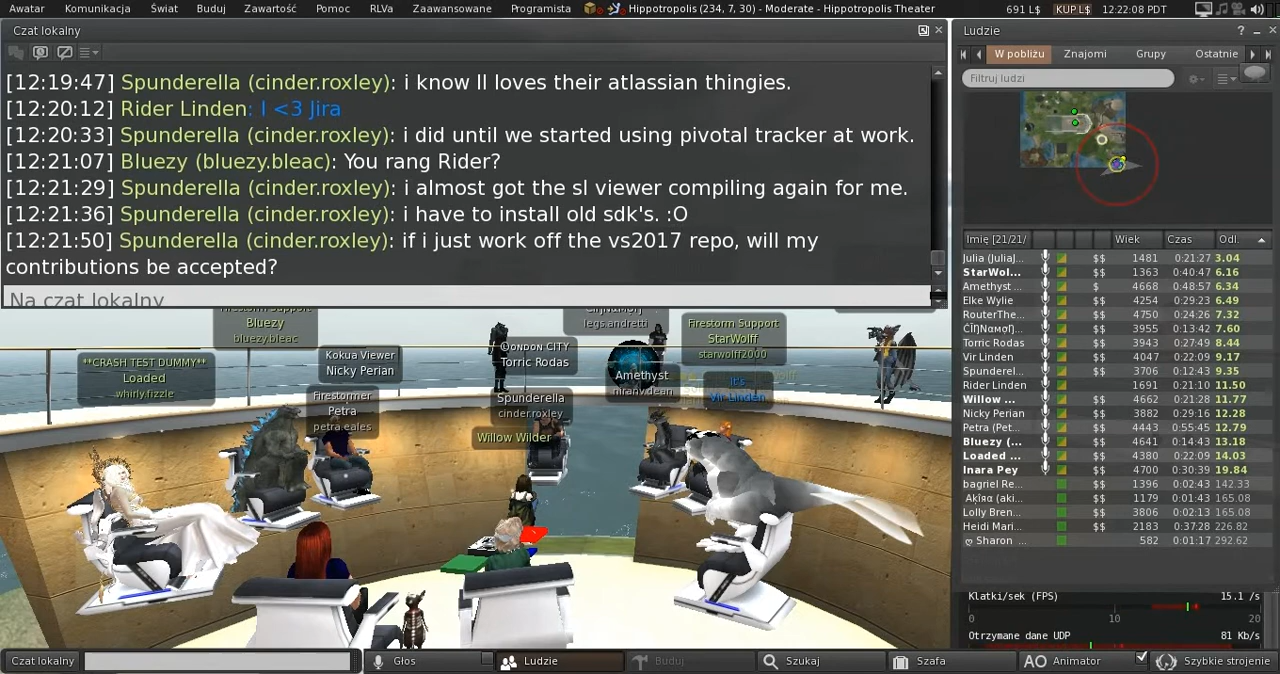 Awatar Komunikacja Świat Buduj Zawartość Pomoc RLVa Zaawansowane Programista Hippotropolis (234, 7, 30) - Moderate - Hippotropolis Theater 691 L$ KUP L$ 12:22:08 PDT
Czat lokalny
[12:19:47] Spunderella (cinder.roxley): i know ll loves their atlassian thingies.
[12:20:12] Rider Linden: I <3 Jira
[12:20:33] Spunderella (cinder.roxley): i did until we started using pivotal tracker at work.
[12:21:07] Bluezy (bluezy.bleac): You rang Rider?
[12:21:29] Spunderella (cinder.roxley): i almost got the sl viewer compiling again for me.
[12:21:36] Spunderella (cinder.roxley): i have to install old sdk's. :O
[12:21:50] Spunderella (cinder.roxley): if i just work off the vs2017 repo, will my
contributions be accepted?
Na czat lokalny
Firestorm Support
Bluezy
bluezy.bleac
legs.andretti
Firestorm Support
StarWolff
starwolff2000
**CRASH TEST DUMMY**
Loaded
whirly.fizzle
Kokua Viewer
Nicky Perian
©ONDON CITY
Torric Rodas
Amethyst
nirany.dean
It's
Vir Linden
Firestormer
Petra
petra.eales
Spunderella
cinder.roxley
Willow Wilder
Ludzie
W pobliżu Znajomi Grupy Ostatnie
Filtruj ludzi
Imię [21/21/ Wiek Czas Odl.
Julia (JuliaJ... $$ 1481 0:21:27 3.04
StarWol... $$ 1363 0:40:47 6.16
Amethyst ... $ 4668 0:48:57 6.34
Elke Wylie $$ 4254 0:29:23 6.49
RouterThe... $$ 4750 0:24:26 7.32
$$ 3955 0:13:42 7.60
Torric Rodas $$ 3943 0:27:49 8.44
Vir Linden $$ 4047 0:22:09 9.17
Spunderel... $$ 3706 0:12:43 9.35
Rider Linden $$ 1691 0:21:10 11.50
Willow ... $$ 4662 0:21:28 11.77
Nicky Perian $$ 3882 0:29:16 12.28
Petra (Pet... $$ 4443 0:55:45 12.79
Bluezy (... $$ 4641 0:14:43 13.18
Loaded ... $$ 4380 0:22:09 14.03
Inara Pey $$ 4700 0:30:39 19.84
bagriel Re... $$ 1396 0:02:43 142.33
$$ 1179 0:01:43 165.08
Lolly Bren... $$ 3806 0:02:13 165.08
Heidi Mari... $$ 2183 0:37:28 226.82
ღ Sharon ... 582 0:01:17 292.62
Klatki/sek (FPS) 15.1 /s
0 10 20
Otrzymane dane UDP 81 Kb/s
Czat lokalny Głos Ludzie Buduj Szukaj Szafa AO Animator Szybkie strojenie